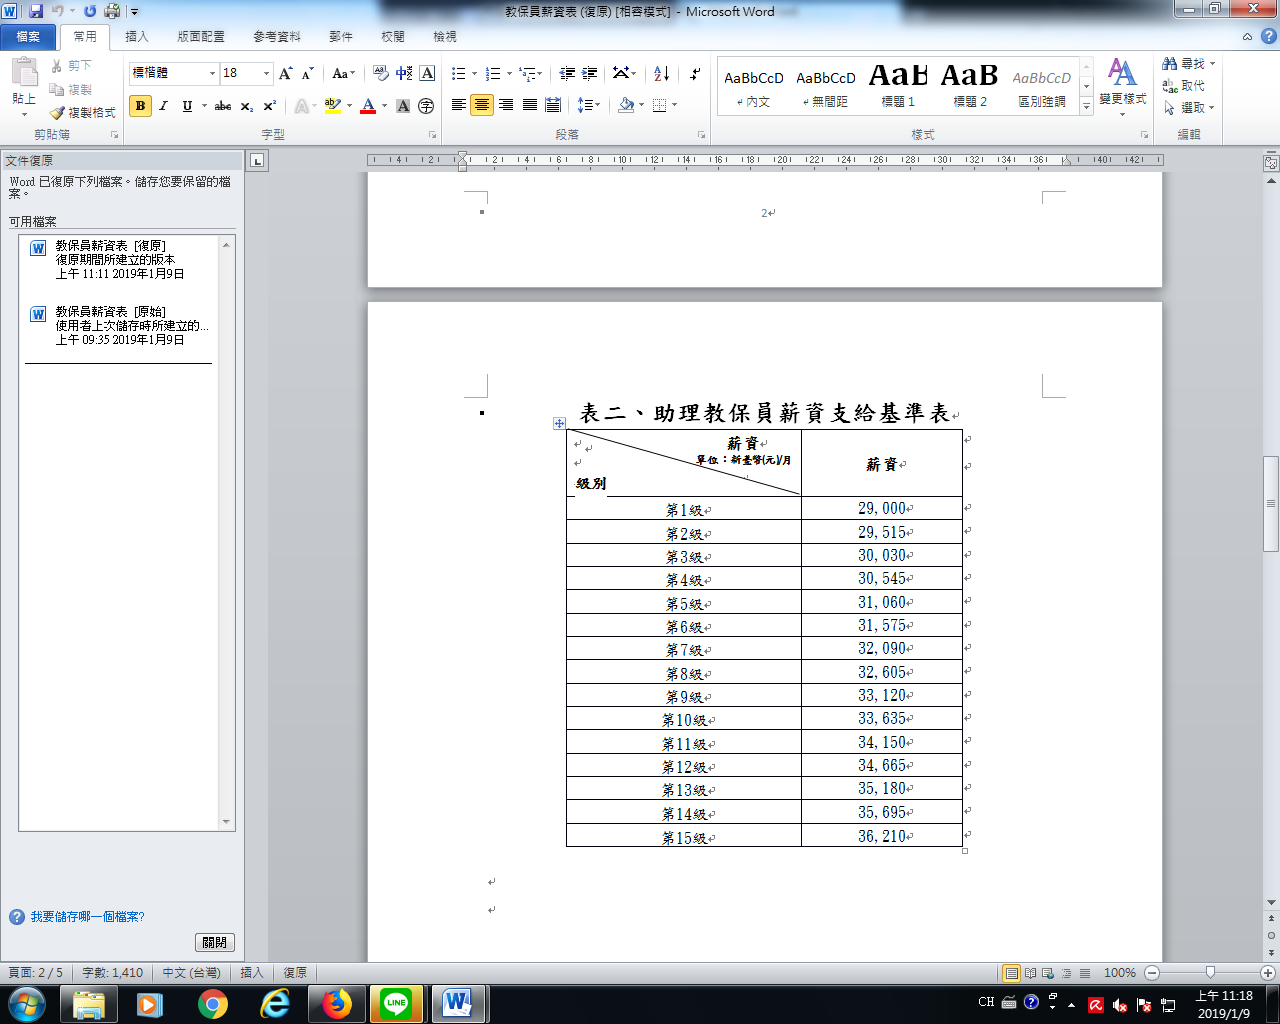 教保員薪資表 (復原) [相容模式] - Microsoft Word
檔案 常用 插入 版面配置 參考資料 郵件 校閱 檢視
貼上 剪下 複製 複製格式
標楷體 18
AaBbCcD AaBbCcD AaB AaB AaBbCcD
內文 無間距 標題 1 標題 2 區別強調
變更樣式
尋找 取代 選取
剪貼簿 字型 段落 樣式 編輯
文件復原
Word 已復原下列檔案。儲存您要保留的檔案。
可用檔案
教保員薪資表 [復原]
復原期間所建立的版本
上午 11:11 2019年1月9日
教保員薪資表 [原始]
使用者上次儲存時所建立的...
上午 09:35 2019年1月9日
我要儲存哪一個檔案?
關閉
2
表二、助理教保員薪資支給基準表
薪資
單位：新臺幣(元)/月
級別
薪資
第1級 29,000
第2級 29,515
第3級 30,030
第4級 30,545
第5級 31,060
第6級 31,575
第7級 32,090
第8級 32,605
第9級 33,120
第10級 33,635
第11級 34,150
第12級 34,665
第13級 35,180
第14級 35,695
第15級 36,210
頁面: 2 / 5 字數: 1,410 中文 (台灣) 插入 復原 100%
LINE
CH
上午 11:18
2019/1/9